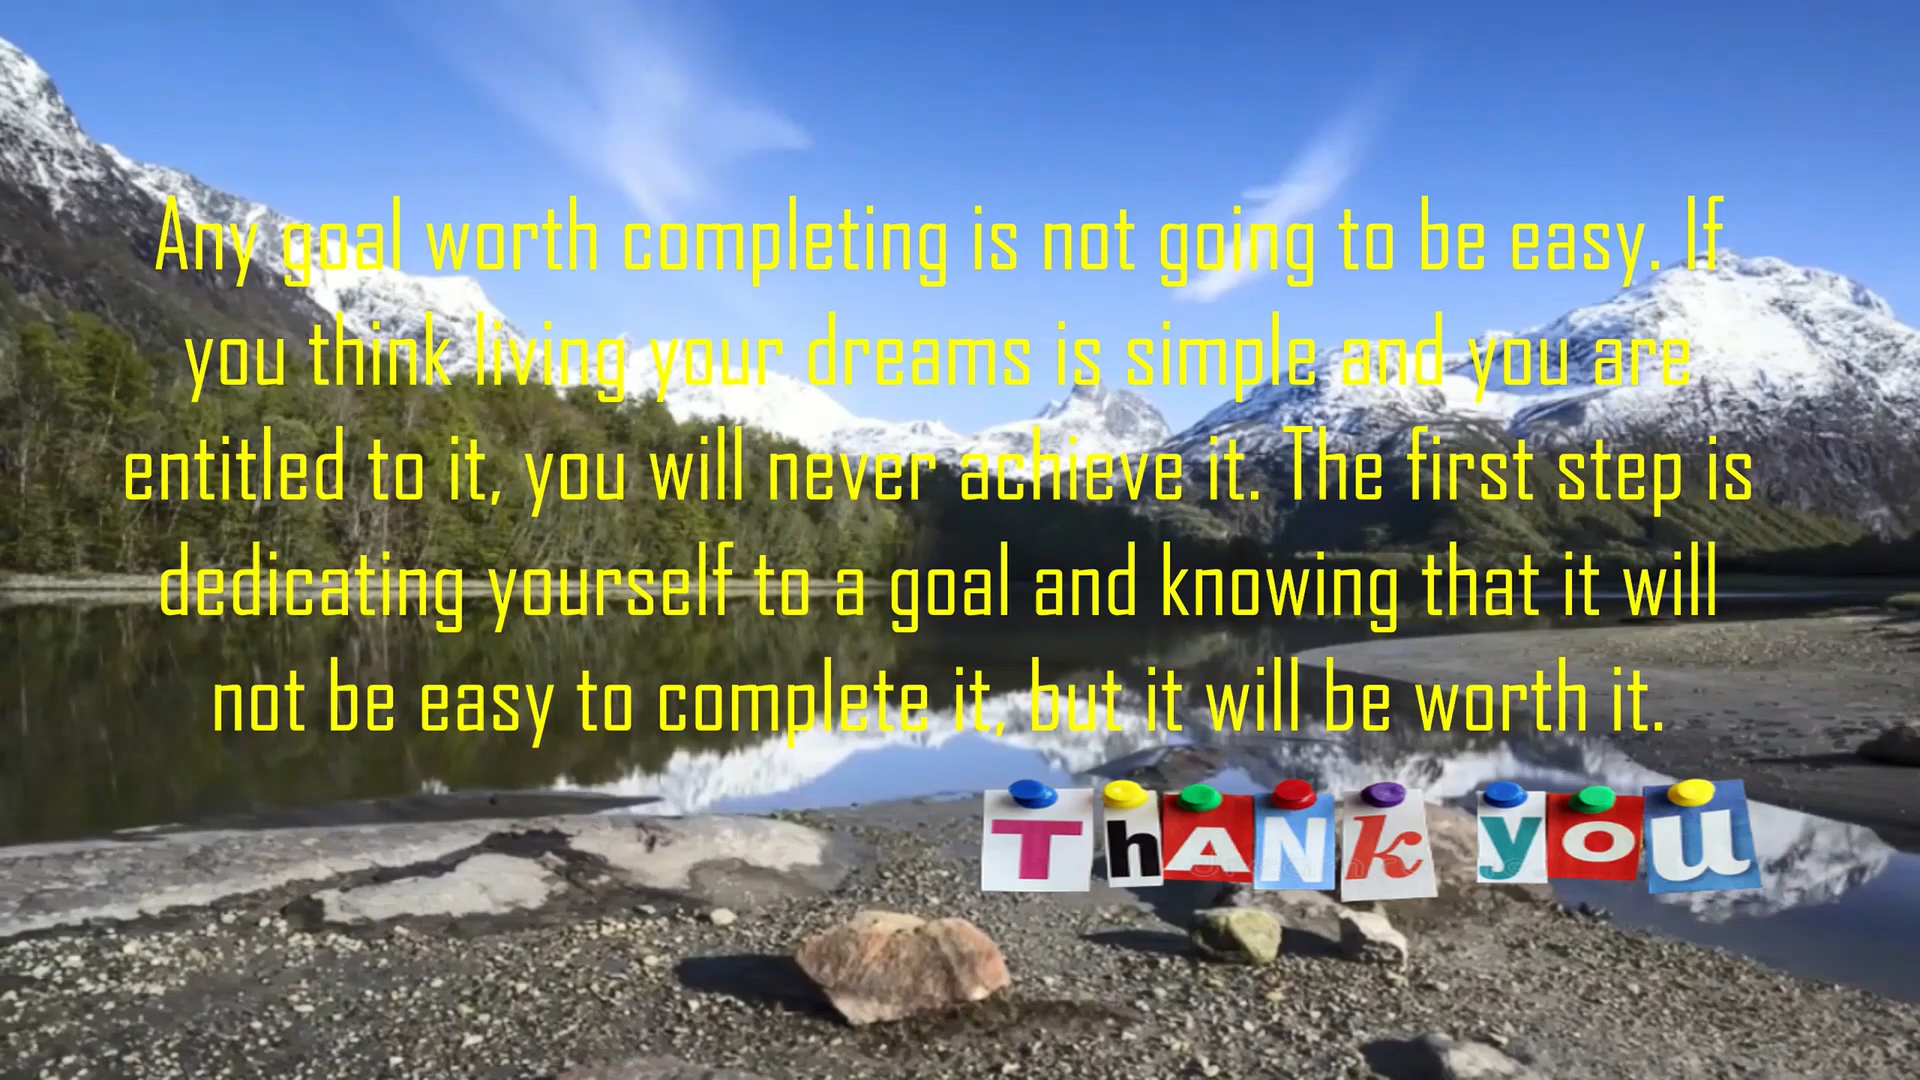 Any goal worth completing is not going to be easy. If
you think living your dreams is simple and you are
entitled to it, you will never achieve it. The first step is
dedicating yourself to a goal and knowing that it will
not be easy to complete it, but it will be worth it.
ThANk you